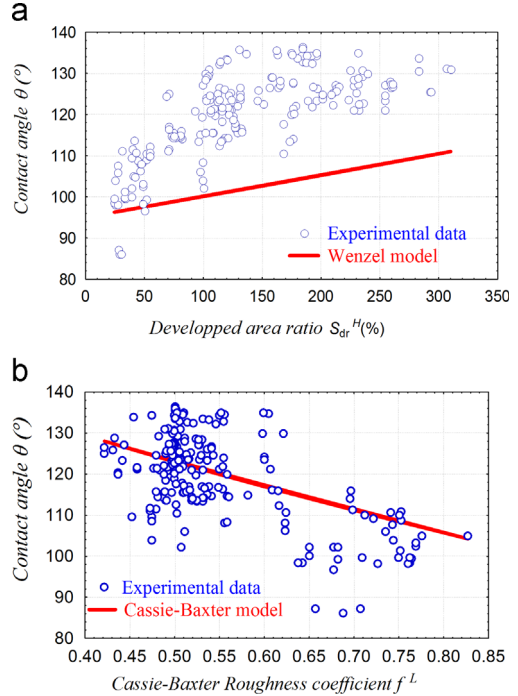 a
140
130
120
110
100
90
80
Contact angle θ (°)
Experimental data
Wenzel model
0 50 100 150 200 250 300 350
Developped area ratio Sdr H(%)
b
140
130
120
110
100
90
80
Contact angle θ (°)
Experimental data
Cassie-Baxter model
0.40 0.45 0.50 0.55 0.60 0.65 0.70 0.75 0.80 0.85
Cassie-Baxter Roughness coefficient f L